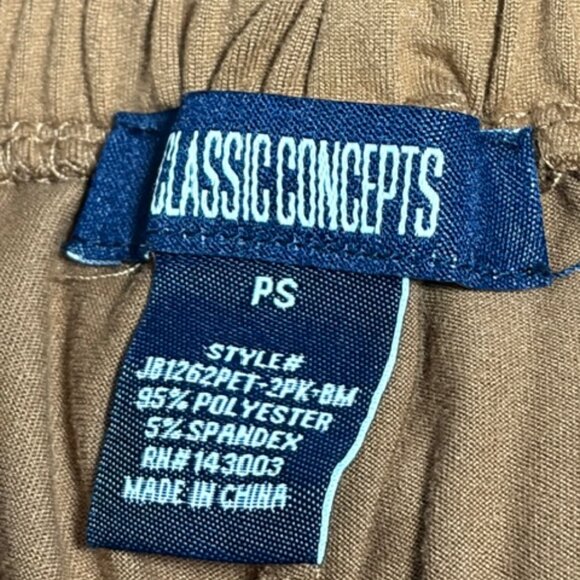 CLASSIC CONCEPTS
PS
STYLE#
JB1262PET-2PK-BM
95% POLYESTER
5% SPANDEX
RN# 143003
MADE IN CHINA